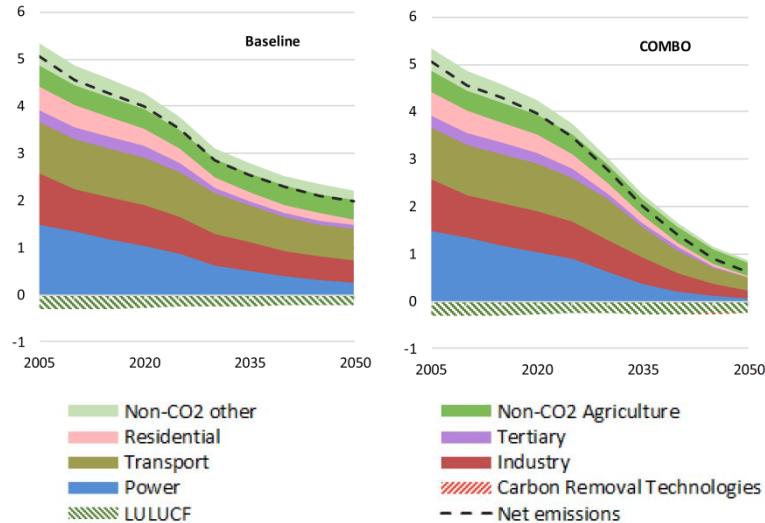 Baseline
6
5
4
3
2
1
0
-1
2005 2020 2035 2050
COMBO
6
5
4
3
2
1
0
-1
2005 2020 2035 2050
Non-CO2 other
Non-CO2 Agriculture
Residential
Tertiary
Transport
Industry
Power
Carbon Removal Technologies
LULUCF
Net emissions